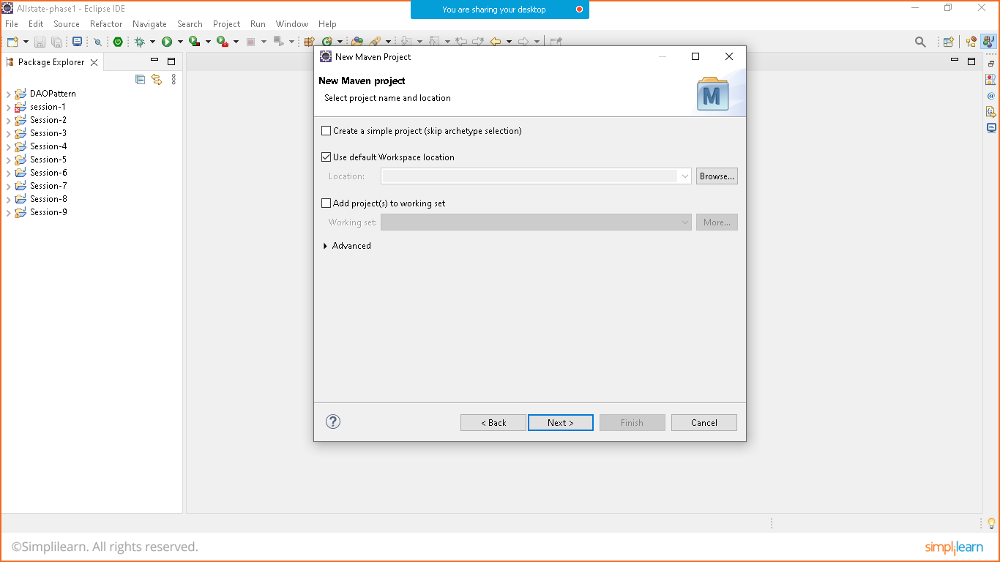 Allstate-phase1 - Eclipse IDE
You are sharing your desktop
File Edit Source Refactor Navigate Search Project Run Window Help
Package Explorer
DAOPattern
session-1
Session-2
Session-3
Session-4
Session-5
Session-6
Session-7
Session-8
Session-9
New Maven Project
New Maven project
Select project name and location
M
Create a simple project (skip archetype selection)
Use default Workspace location
Location:
Browse...
Add project(s) to working set
Working set:
More...
Advanced
?
< Back
Next >
Finish
Cancel
©Simplilearn. All rights reserved.
simplilearn